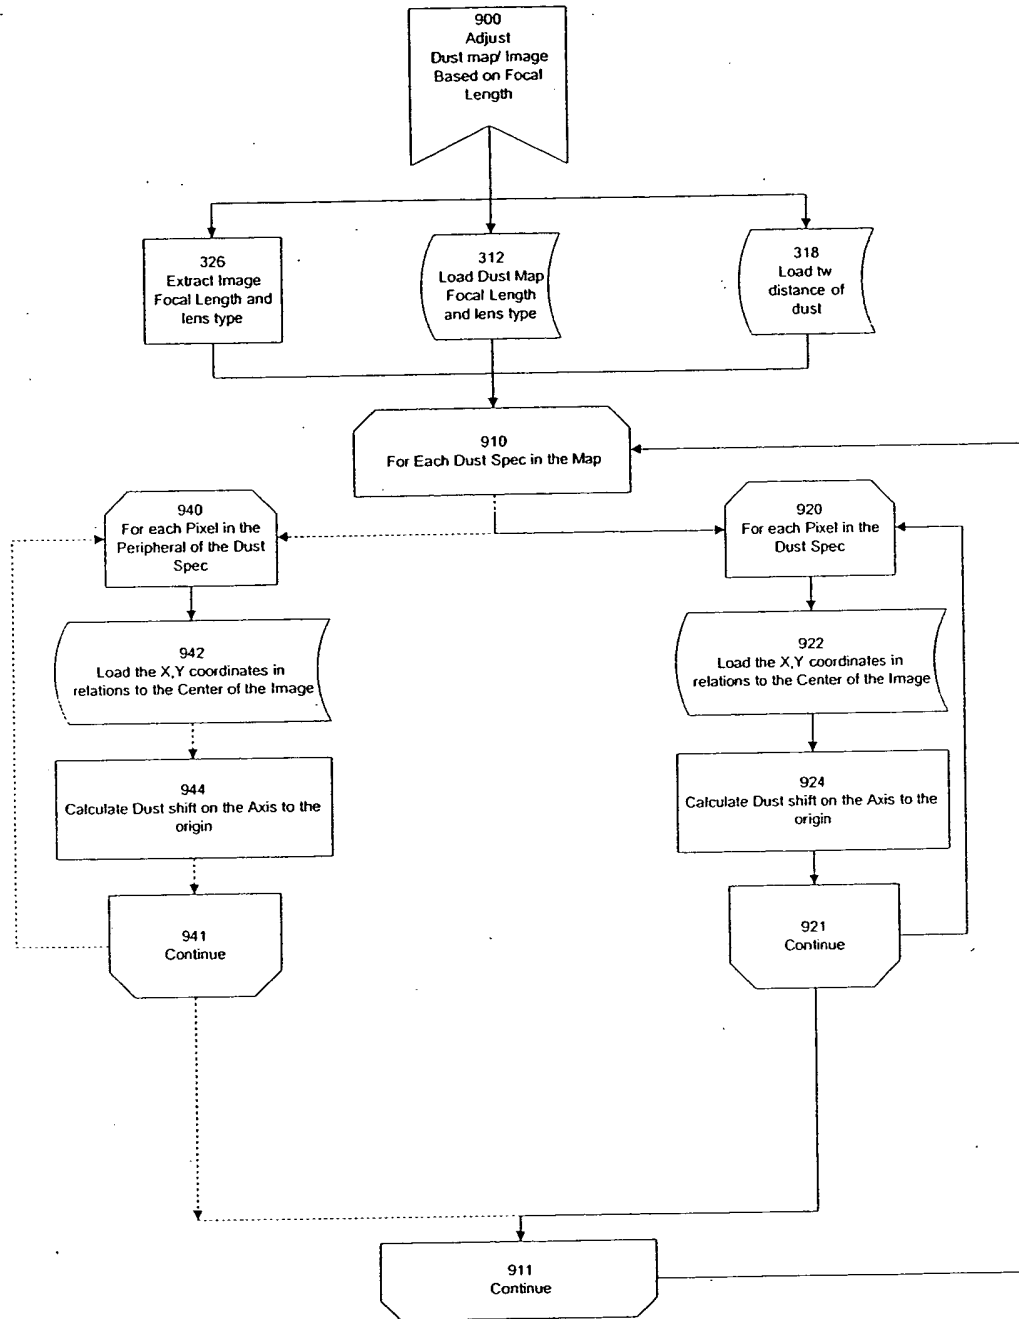 900
Adjust
Dust map/ Image
Based on Focal
Length
326
Extract Image
Focal Length and
lens type
312
Load Dust Map
Focal Length
and lens type
318
Load tw
distance of
dust
910
For Each Dust Spec in the Map
940
For each Pixel in the
Peripheral of the Dust
Spec
920
For each Pixel in the
Dust Spec
942
Load the X,Y coordinates in
relations to the Center of the Image
922
Load the X,Y coordinates in
relations to the Center of the Image
944
Calculate Dust shift on the Axis to the
origin
924
Calculate Dust shift on the Axis to the
origin
941
Continue
921
Continue
911
Continue